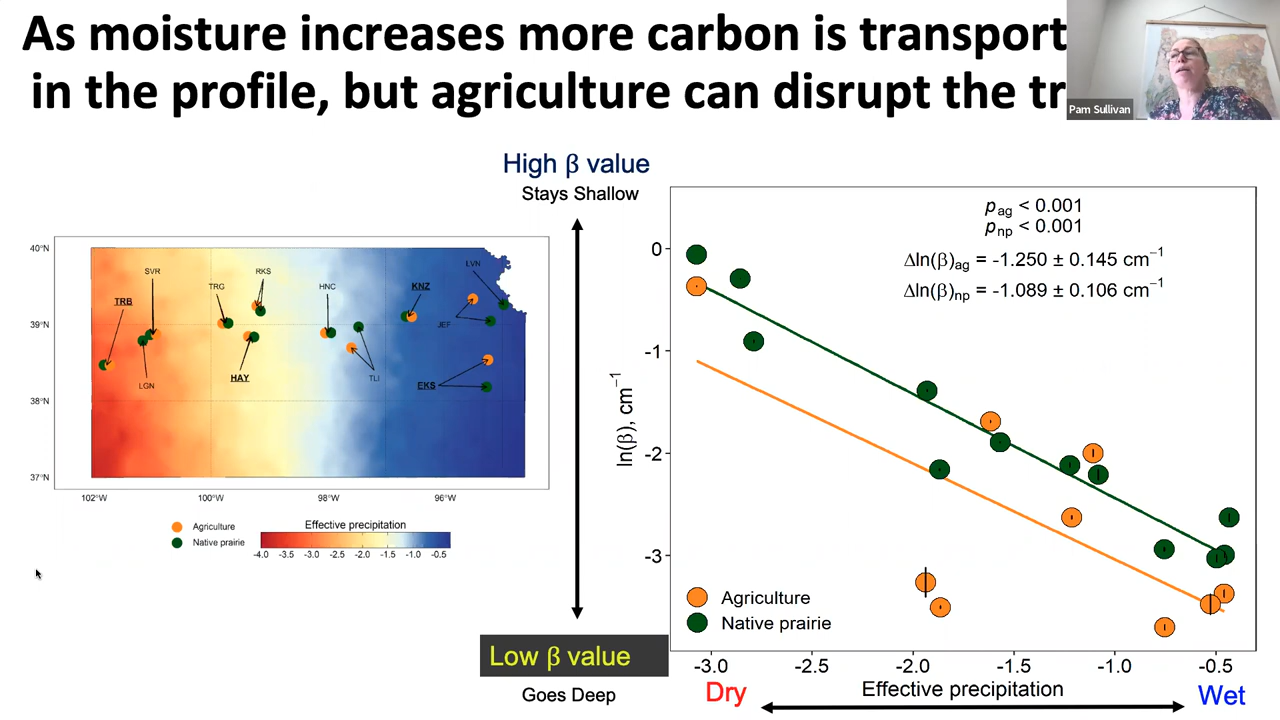 As moisture increases more carbon is transport
in the profile, but agriculture can disrupt the tr
Pam Sullivan
High β value
Stays Shallow
40°N
39°N
38°N
37°N
102°W
100°W
98°W
96°W
TRB
SVR
LGN
TRG
RKS
HAY
HNC
TLI
KNZ
JEF
LVN
EKS
Agriculture
Native prairie
Effective precipitation
-4.0 -3.5 -3.0 -2.5 -2.0 -1.5 -1.0 -0.5
Low β value
Goes Deep
p ag < 0.001
p np < 0.001
Δln(β)ag = -1.250 ± 0.145 cm⁻¹
Δln(β)np = -1.089 ± 0.106 cm⁻¹
ln(β), cm⁻¹
0
-1
-2
-3
Agriculture
Native prairie
-3.0 -2.5 -2.0 -1.5 -1.0 -0.5
Dry
Effective precipitation
Wet